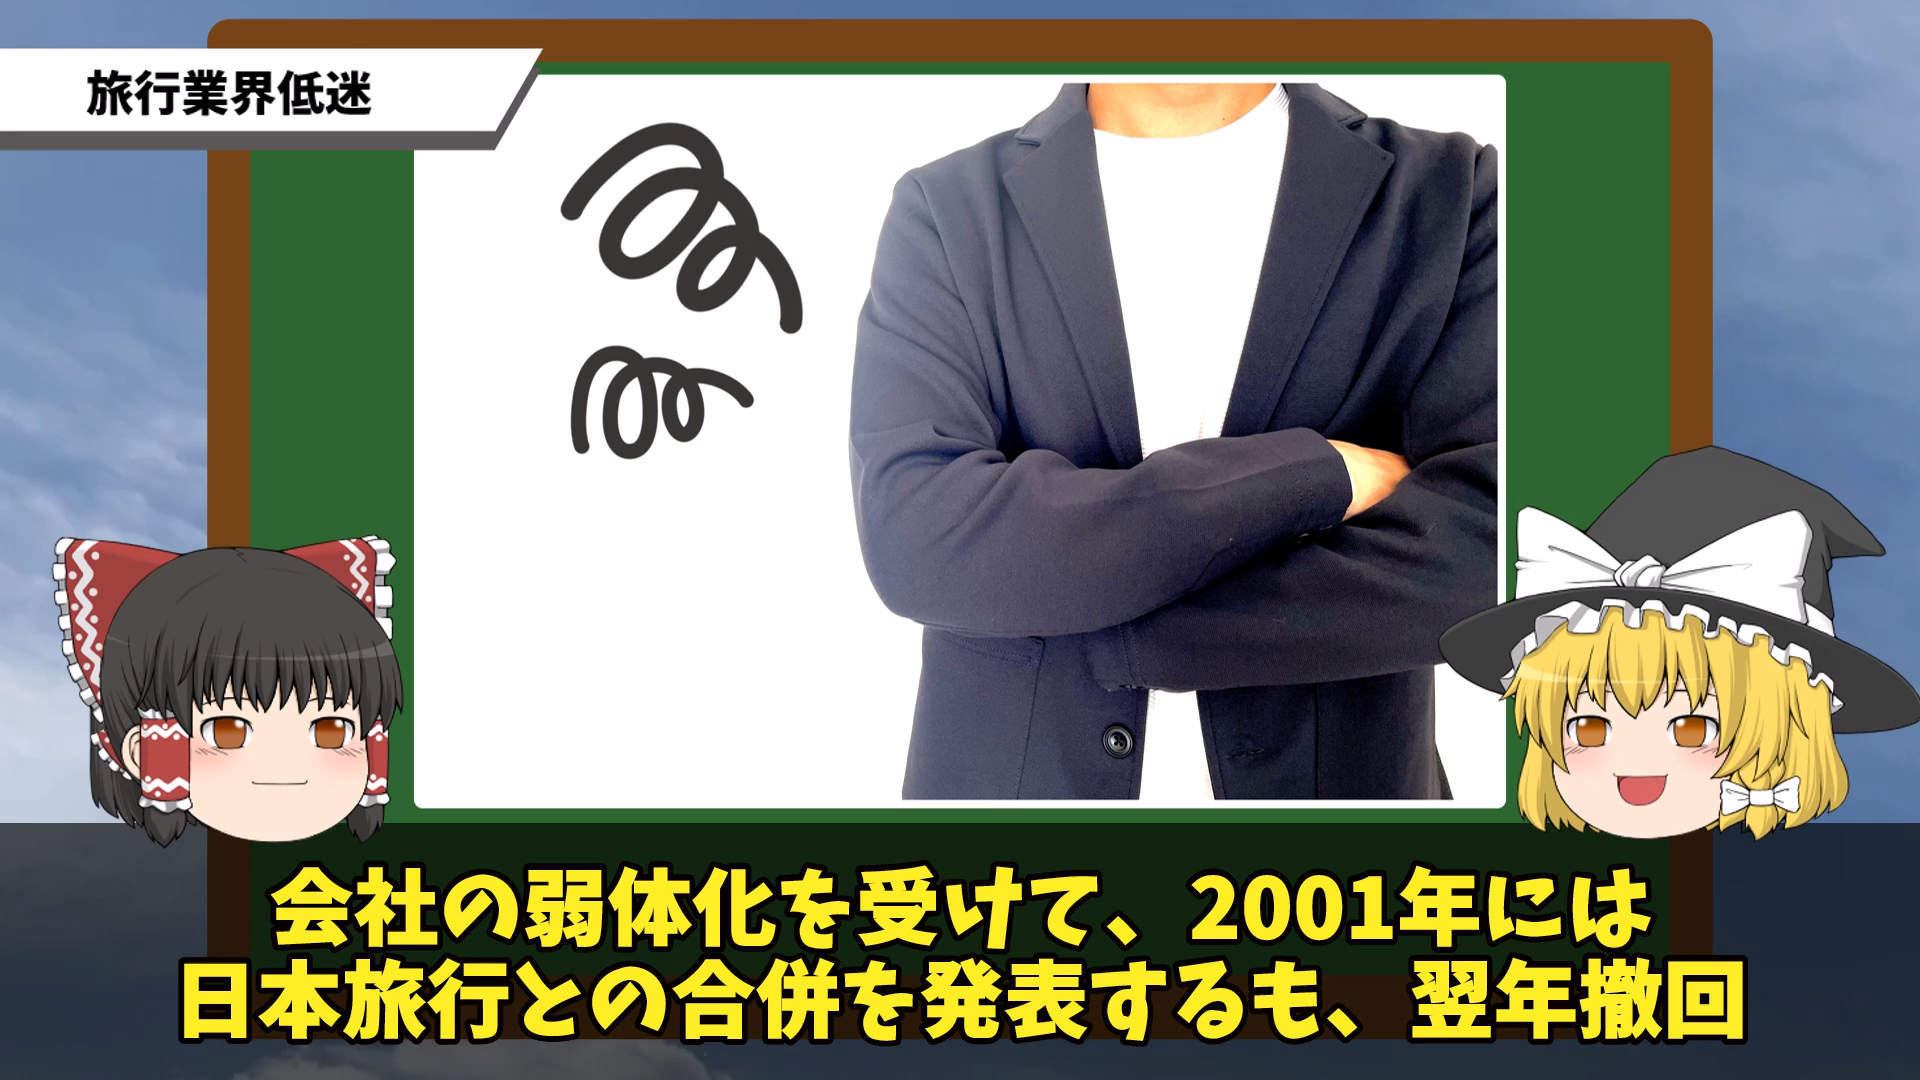 旅行業界低迷
会社の弱体化を受けて、2001年には
日本旅行との合併を発表するも、翌年撤回